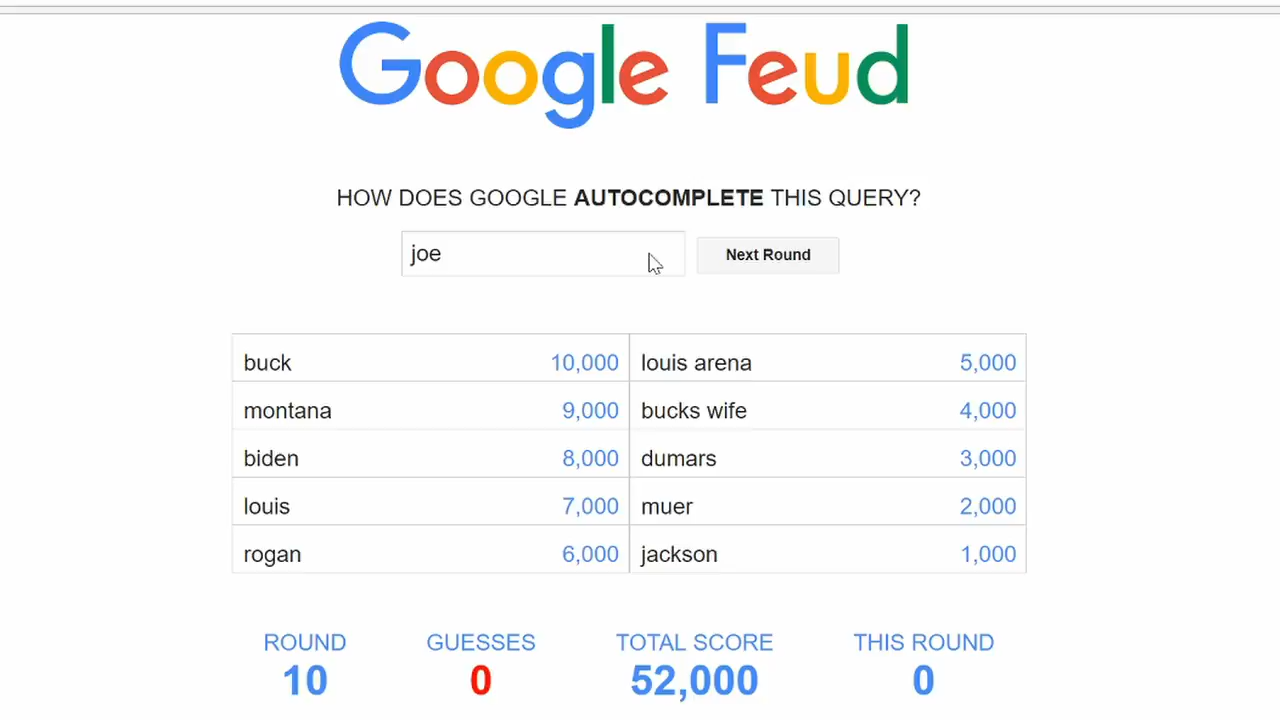 Google Feud
HOW DOES GOOGLE AUTOCOMPLETE THIS QUERY?
joe
Next Round
buck 10,000 louis arena 5,000
montana 9,000 bucks wife 4,000
biden 8,000 dumars 3,000
louis 7,000 muer 2,000
rogan 6,000 jackson 1,000
ROUND GUESSES TOTAL SCORE THIS ROUND
10 0 52,000 0